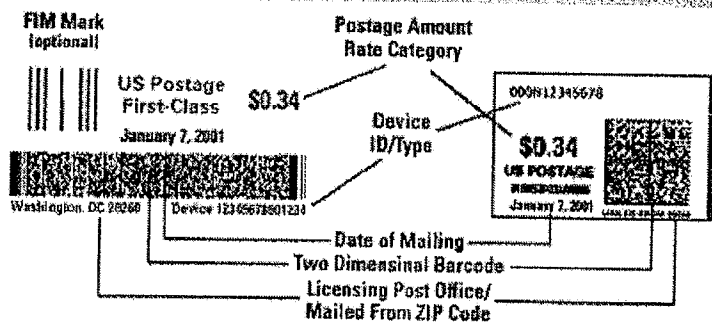 FIM Mark
(optional)
Postage Amount
Rate Category
US Postage
First-Class
$0.34
January 7, 2001
Washington, DC 20260
Device
Device
ID/Type
000N12345678
$0.34
US POSTAGE
January 7, 2001
Date of Mailing
Two Dimensinal Barcode
Licensing Post Office/
Mailed From ZIP Code